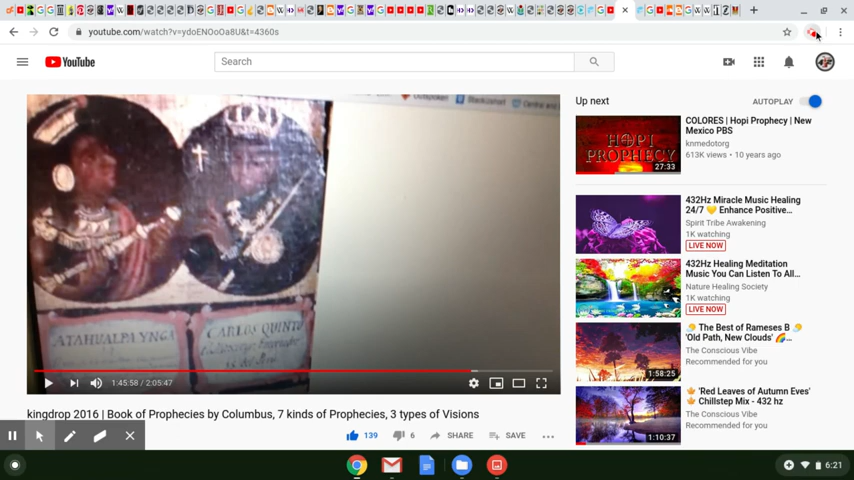 youtube.com/watch?v=ydoENOoOa8U&t=4360s
YouTube
Search
ATAHUALPA YNGA
CARLOS QUINTO
1:45:58 / 2:05:47
kingdrop 2016 | Book of Prophecies by Columbus, 7 kinds of Prophecies, 3 types of Visions
139
6
SHARE
SAVE
Up next
AUTOPLAY
HOPI
PROPHECY
27:33
COLORES | Hopi Prophecy | New
Mexico PBS
knmedotorg
613K views • 10 years ago
432Hz Miracle Music Healing
24/7 💛 Enhance Positive…
Spirit Tribe Awakening
1K watching
LIVE NOW
432Hz Healing Meditation
Music You Can Listen To All…
Nature Healing Society
1K watching
LIVE NOW
The Best of Rameses B
'Old Path, New Clouds'
The Conscious Vibe
Recommended for you
1:58:25
'Red Leaves of Autumn Eves'
Chillstep Mix - 432 hz
The Conscious Vibe
Recommended for you
1:10:37
6:21